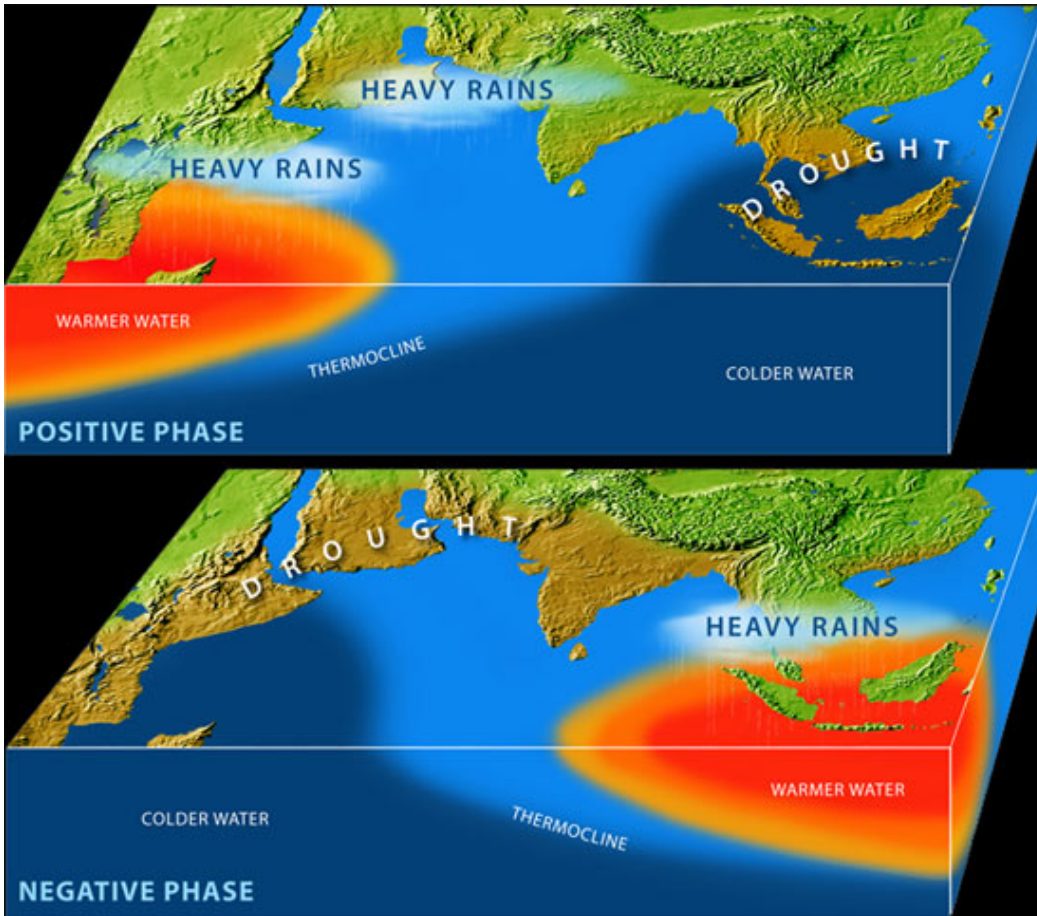 HEAVY RAINS
HEAVY RAINS
DROUGHT
WARMER WATER
THERMOCLINE
COLDER WATER
POSITIVE PHASE
DROUGHT
HEAVY RAINS
WARMER WATER
THERMOCLINE
COLDER WATER
NEGATIVE PHASE